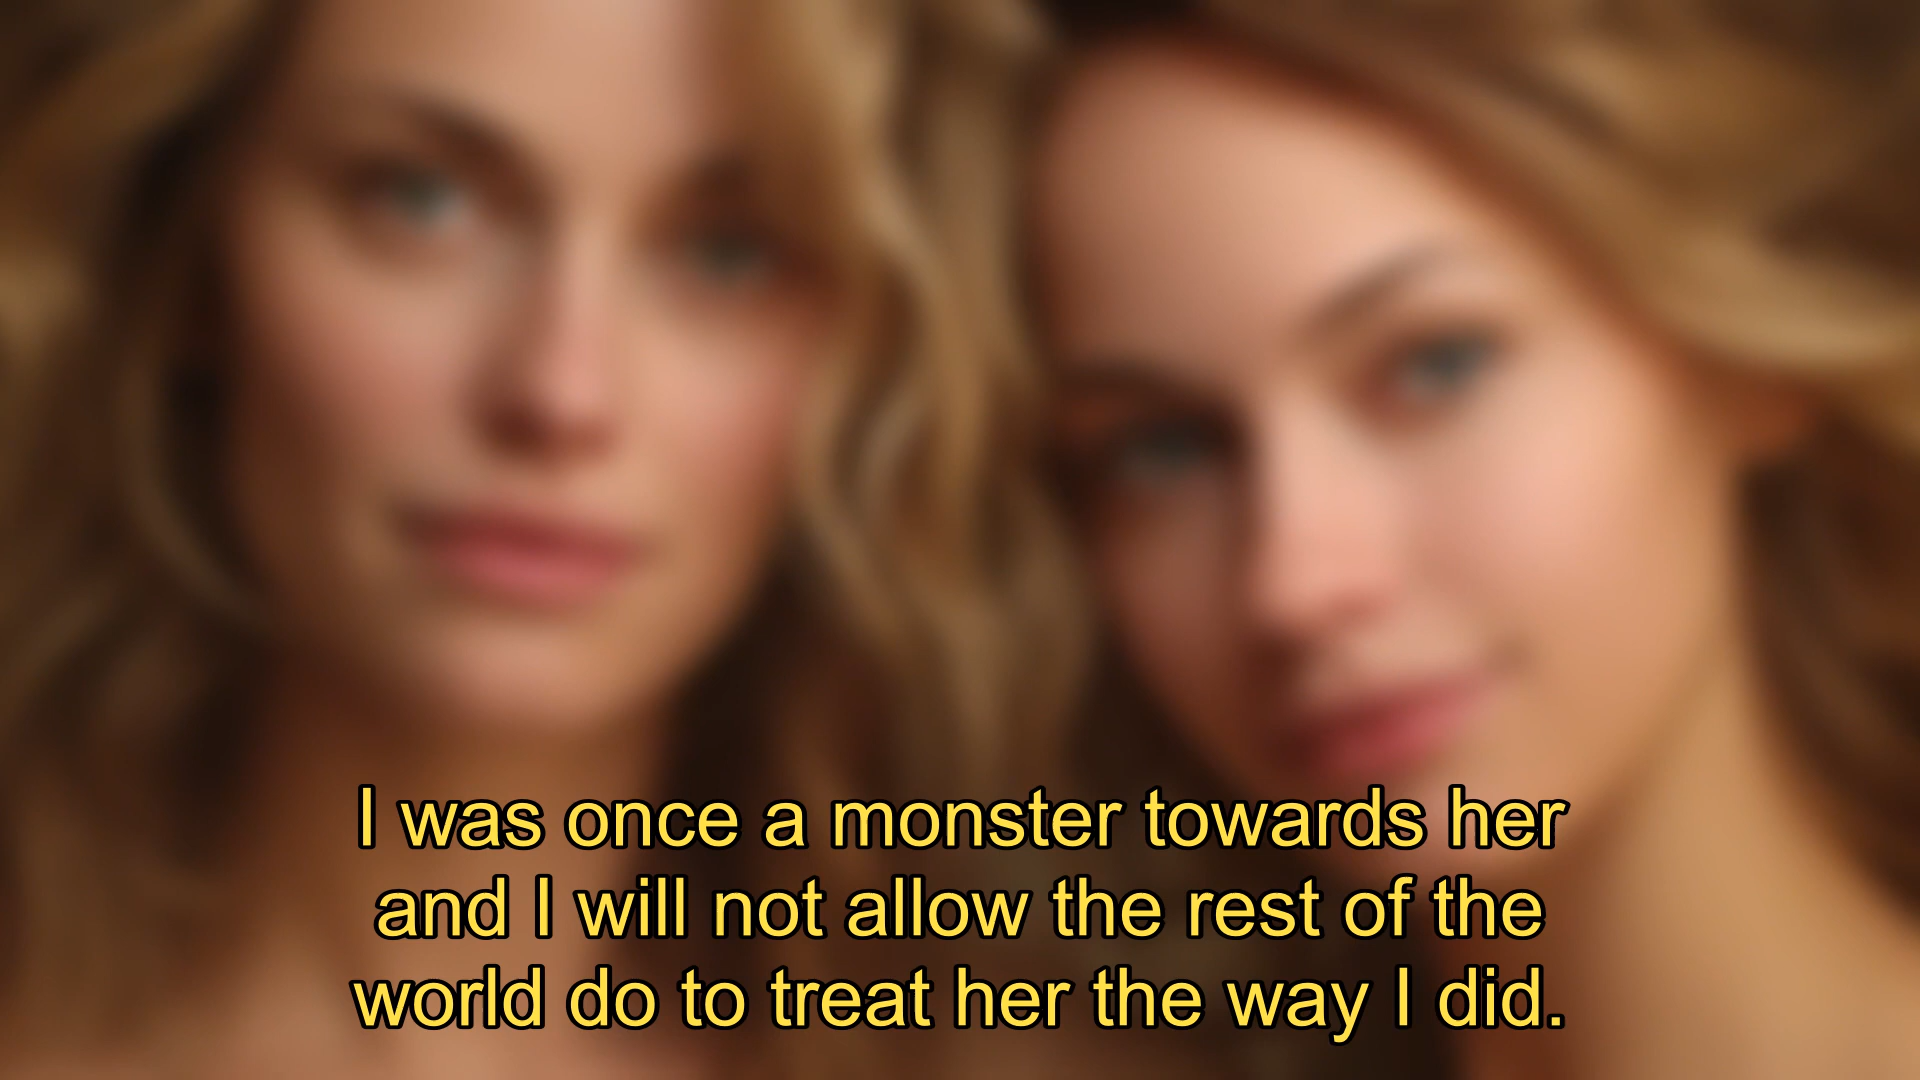 I was once a monster towards her
and I will not allow the rest of the
world do to treat her the way I did.